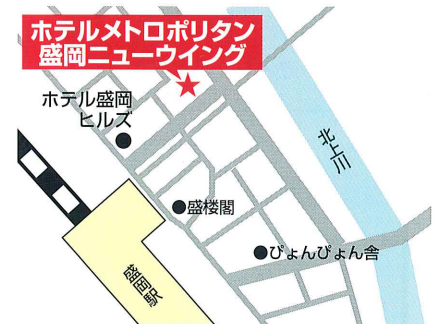 ホテルメトロポリタン
盛岡ニューウイング
ホテル盛岡
ヒルズ
北上川
盛楼閣
ぴょんぴょん舎
盛岡駅